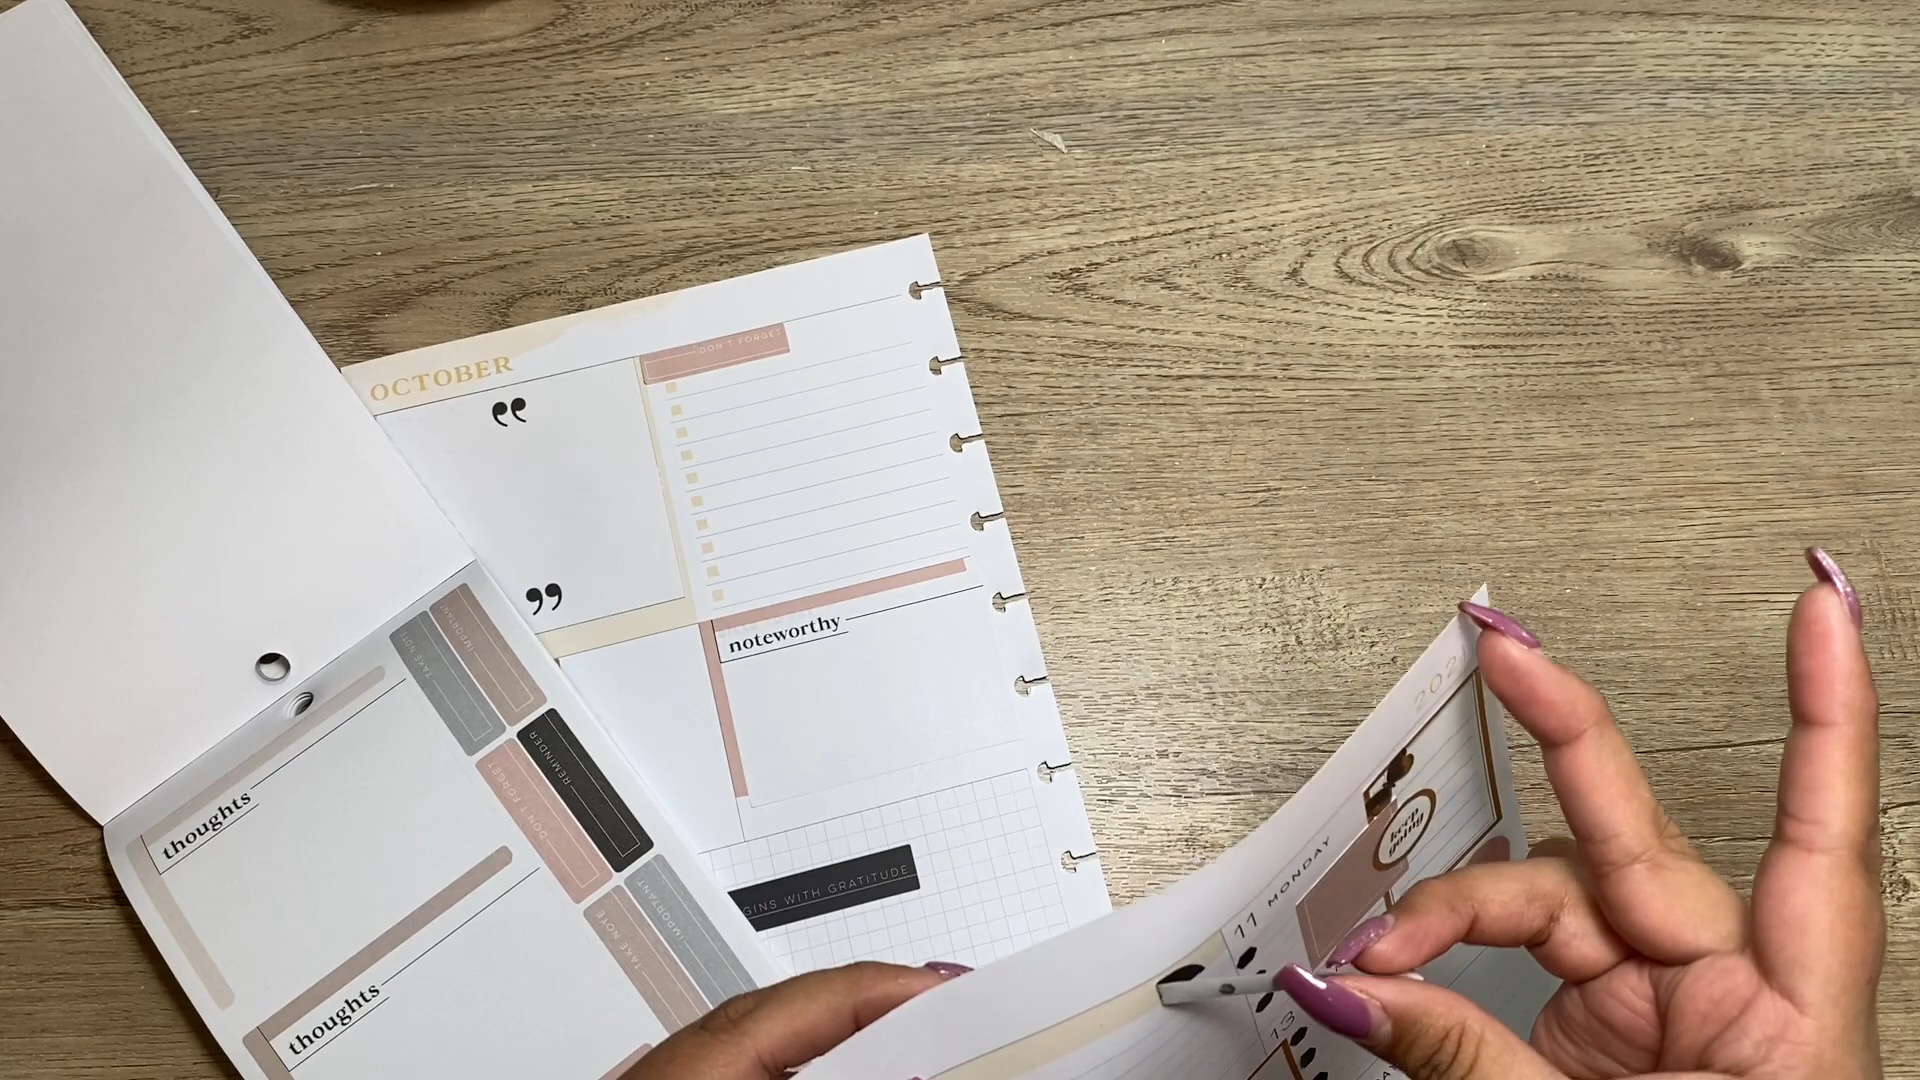 OCTOBER
DON'T FORGET
noteworthy
GINS WITH GRATITUDE
IMPORTANT
TAKE NOTE
REMINDER
DON'T FORGET
IMPORTANT
TAKE NOTE
thoughts
thoughts
202
keep
going
11 MONDAY
13